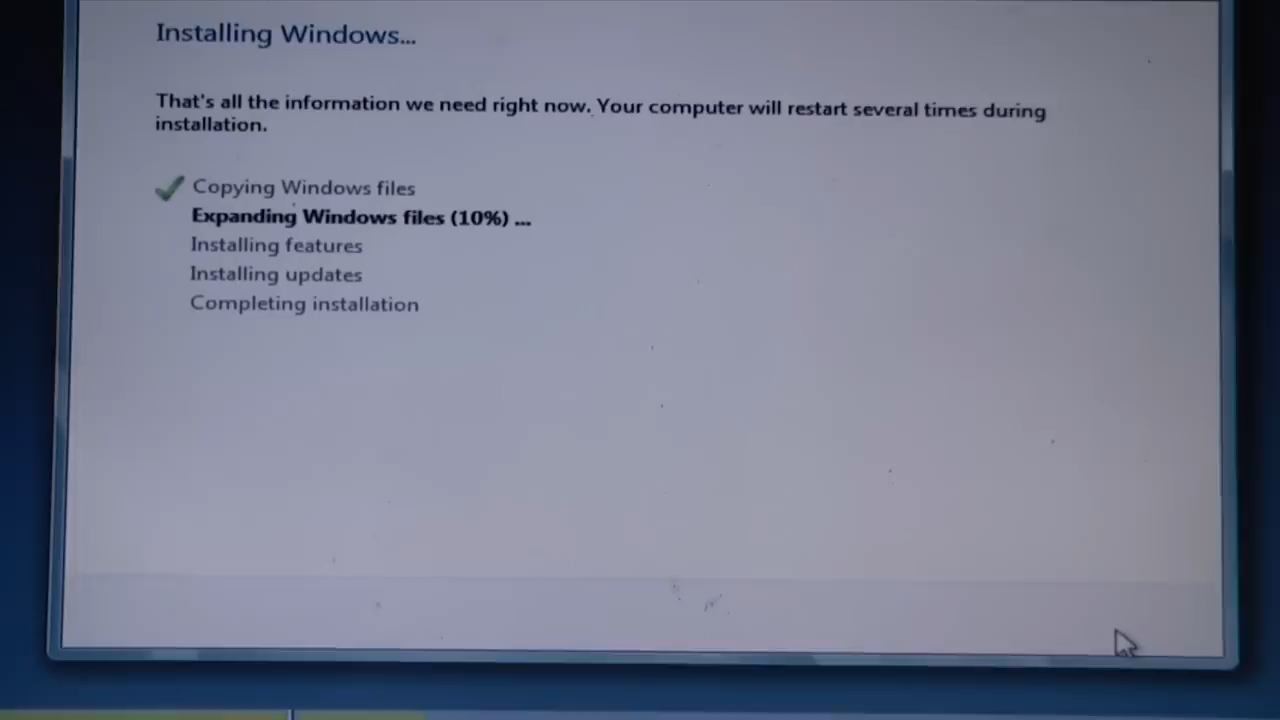 Installing Windows...
That's all the information we need right now. Your computer will restart several times during
installation.
Copying Windows files
Expanding Windows files (10%) ...
Installing features
Installing updates
Completing installation